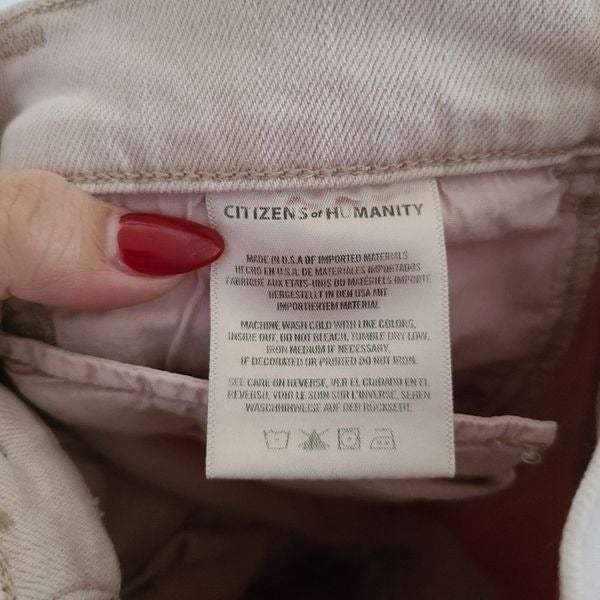 CITIZENS of HUMANITY
MADE IN U.S.A OF IMPORTED MATERIALS
HECHO EN U.S.A. DE MATERIALES IMPORTADOS
FABRIQUÉ AUX ETATS-UNIS DU MATÉRIELS IMPORTÉ
HERGESTELLT IN DEN USA MIT
IMPORTIERTEM MATERIAL
MACHINE WASH COLD WITH LIKE COLORS,
INSIDE OUT, DO NOT BLEACH, TUMBLE DRY LOW,
IRON MEDIUM IF NECESSARY.
IF DECORATED OR PRINTED DO NOT IRON.
SEE CARE ON REVERSE, VER EL CUIDADO EN EL
REVERSO, VOIR LE SOIN SUR L'INVERSE, SEHEN
WASCHHINWEISE AUF DER RÜCKSEITE